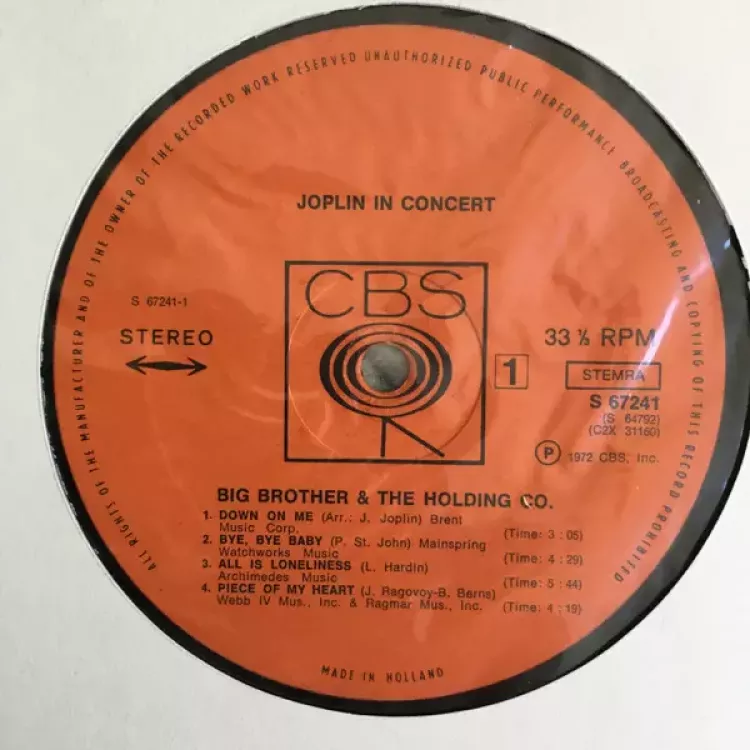 ALL RIGHTS OF THE MANUFACTURER AND OF THE OWNER OF THE RECORDED WORK RESERVED UNAUTHORIZED PUBLIC PERFORMANCE BROADCASTING AND COPYING OF THIS RECORD PROHIBITED
JOPLIN IN CONCERT
CBS
S 67241-1
STEREO
33 ⅓ RPM
1
STEMRA
S 67241
(S 64792)
(C2X 31160)
Ⓟ 1972 CBS, Inc.
BIG BROTHER & THE HOLDING CO.
1. DOWN ON ME (Arr.: J. Joplin) Brent
Music Corp. (Time: 3 : 05)
2. BYE, BYE BABY (P. St. John) Mainspring
Watchworks Music (Time: 4 : 29)
3. ALL IS LONELINESS (L. Hardin)
Archimedes Music (Time: 5 : 44)
4. PIECE OF MY HEART (J. Ragovoy-B. Berns)
Webb IV Mus., Inc. & Ragmar Mus., Inc. (Time: 4 : 19)
MADE IN HOLLAND